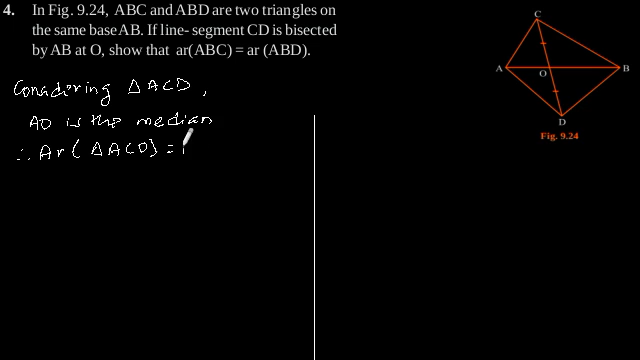 4. In Fig. 9.24, ABC and ABD are two triangles on
the same base AB. If line- segment CD is bisected
by AB at O, show that ar(ABC) = ar (ABD).
Considering ΔACD,
AO is the median
∴ Ar(ΔACD) =
C
A
O
B
D
Fig. 9.24